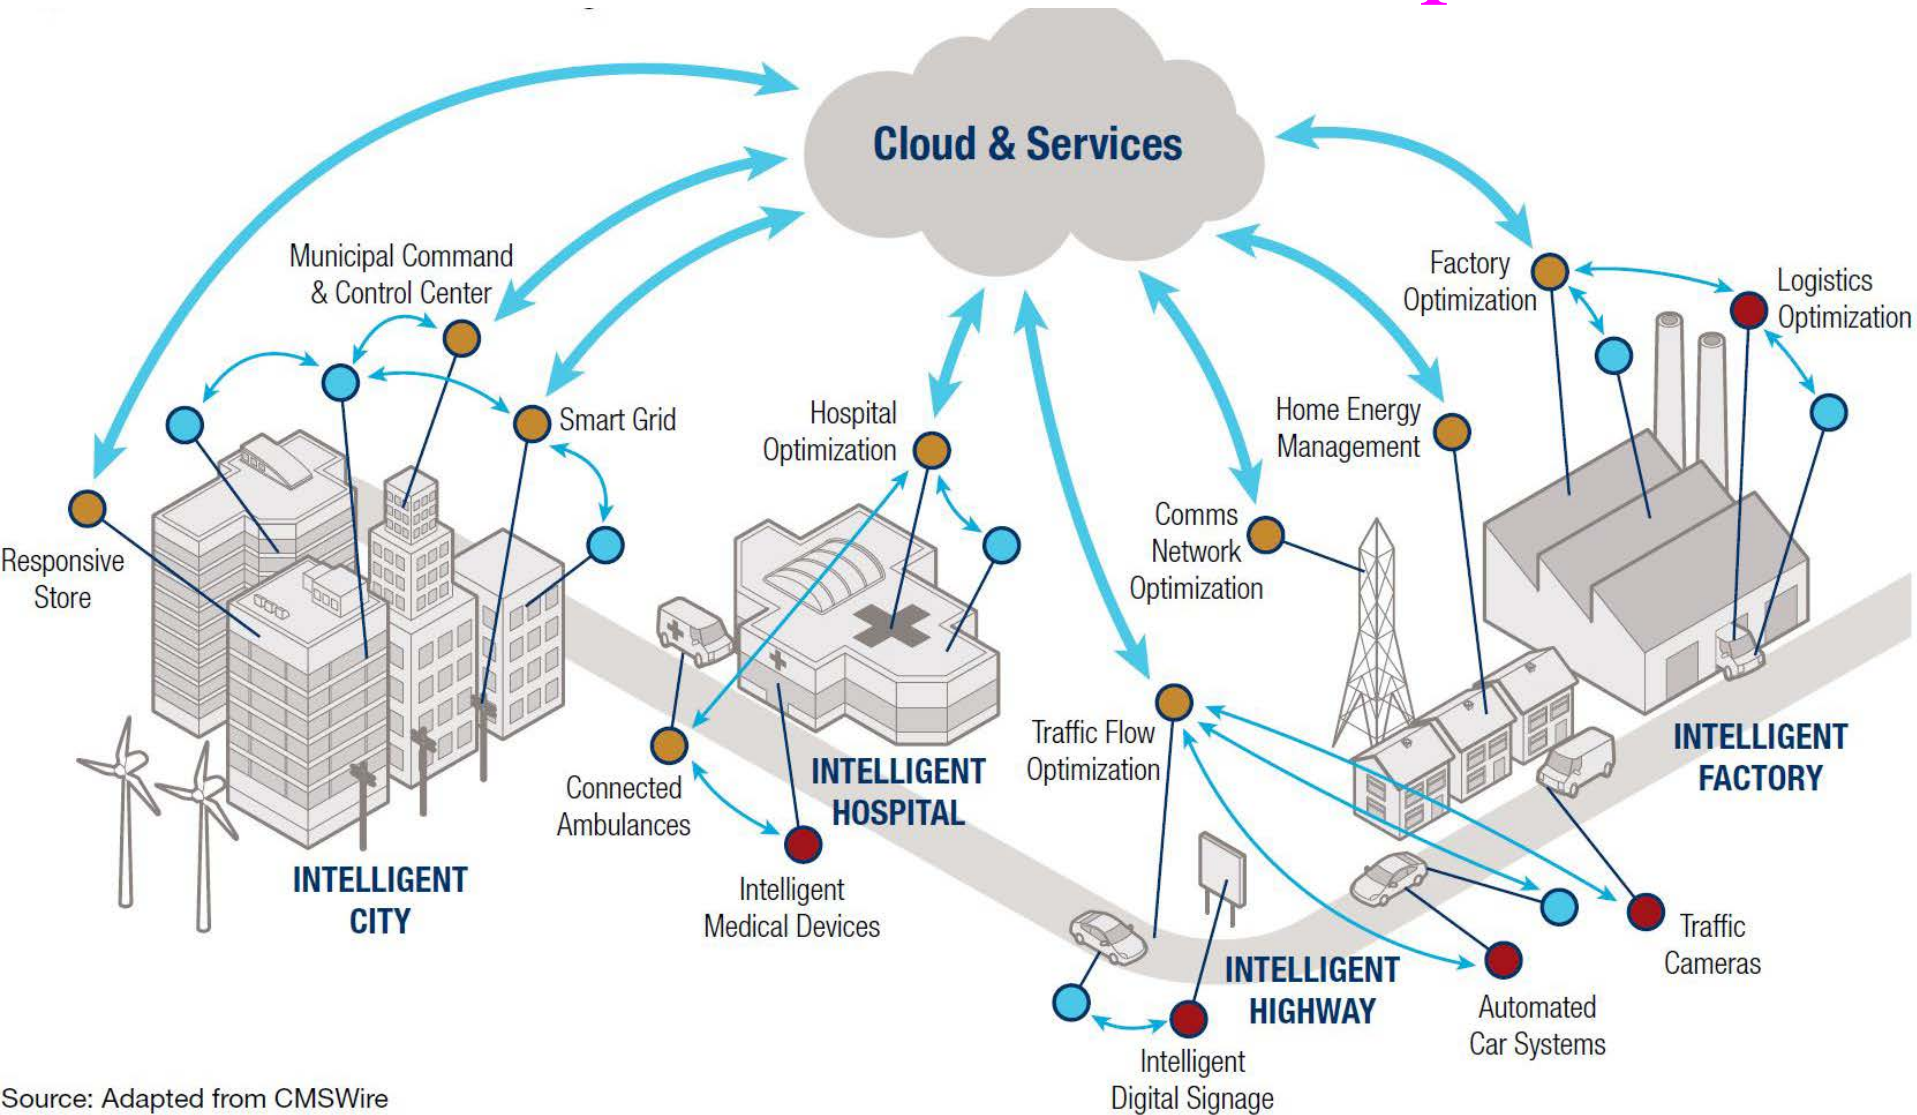 Cloud & Services
Municipal Command
& Control Center
Factory
Optimization
Logistics
Optimization
Smart Grid
Hospital
Optimization
Home Energy
Management
Responsive
Store
Comms
Network
Optimization
Traffic Flow
Optimization
INTELLIGENT
FACTORY
Connected
Ambulances
INTELLIGENT
HOSPITAL
INTELLIGENT
CITY
Intelligent
Medical Devices
INTELLIGENT
HIGHWAY
Traffic
Cameras
Automated
Car Systems
Intelligent
Digital Signage
Source: Adapted from CMSWire